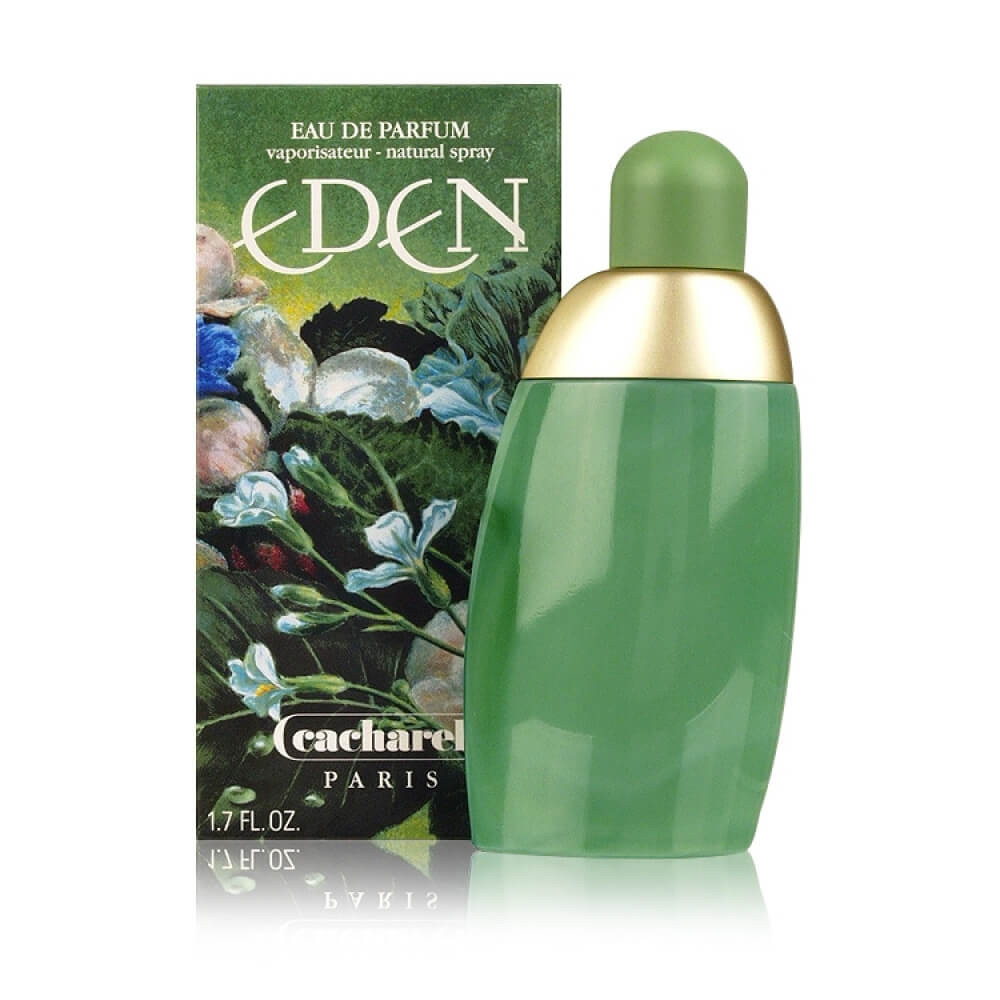 EAU DE PARFUM
vaporisateur - natural spray
EDEN
cacharel
PARIS
1.7 FL. OZ.